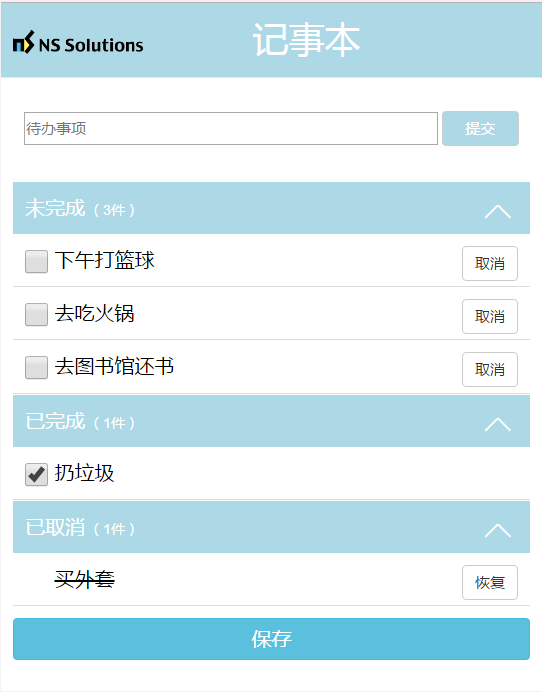 NS Solutions 记事本
待办事项 提交
未完成（3件）
下午打篮球 取消
去吃火锅 取消
去图书馆还书 取消
已完成（1件）
扔垃圾
已取消（1件）
买外套 恢复
保存